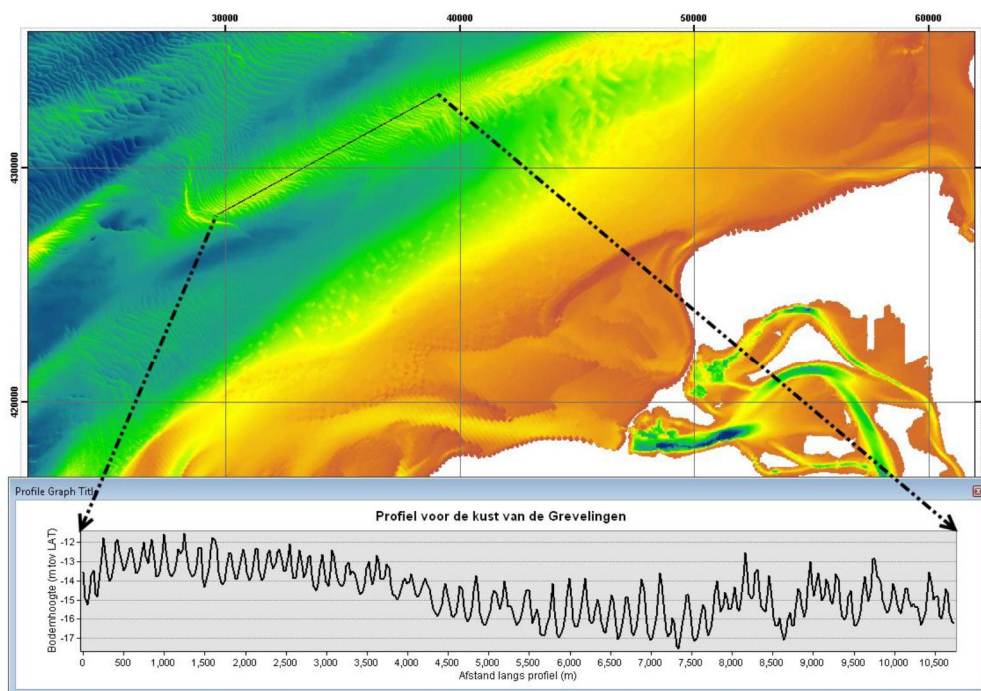 30000 40000 50000 60000
430000
420000
Profile Graph Titl
Profiel voor de kust van de Grevelingen
Bodemhoogte (m tov LAT)
-12
-13
-14
-15
-16
-17
0 500 1,000 1,500 2,000 2,500 3,000 3,500 4,000 4,500 5,000 5,500 6,000 6,500 7,000 7,500 8,000 8,500 9,000 9,500 10,000 10,500
Afstand langs profiel (m)